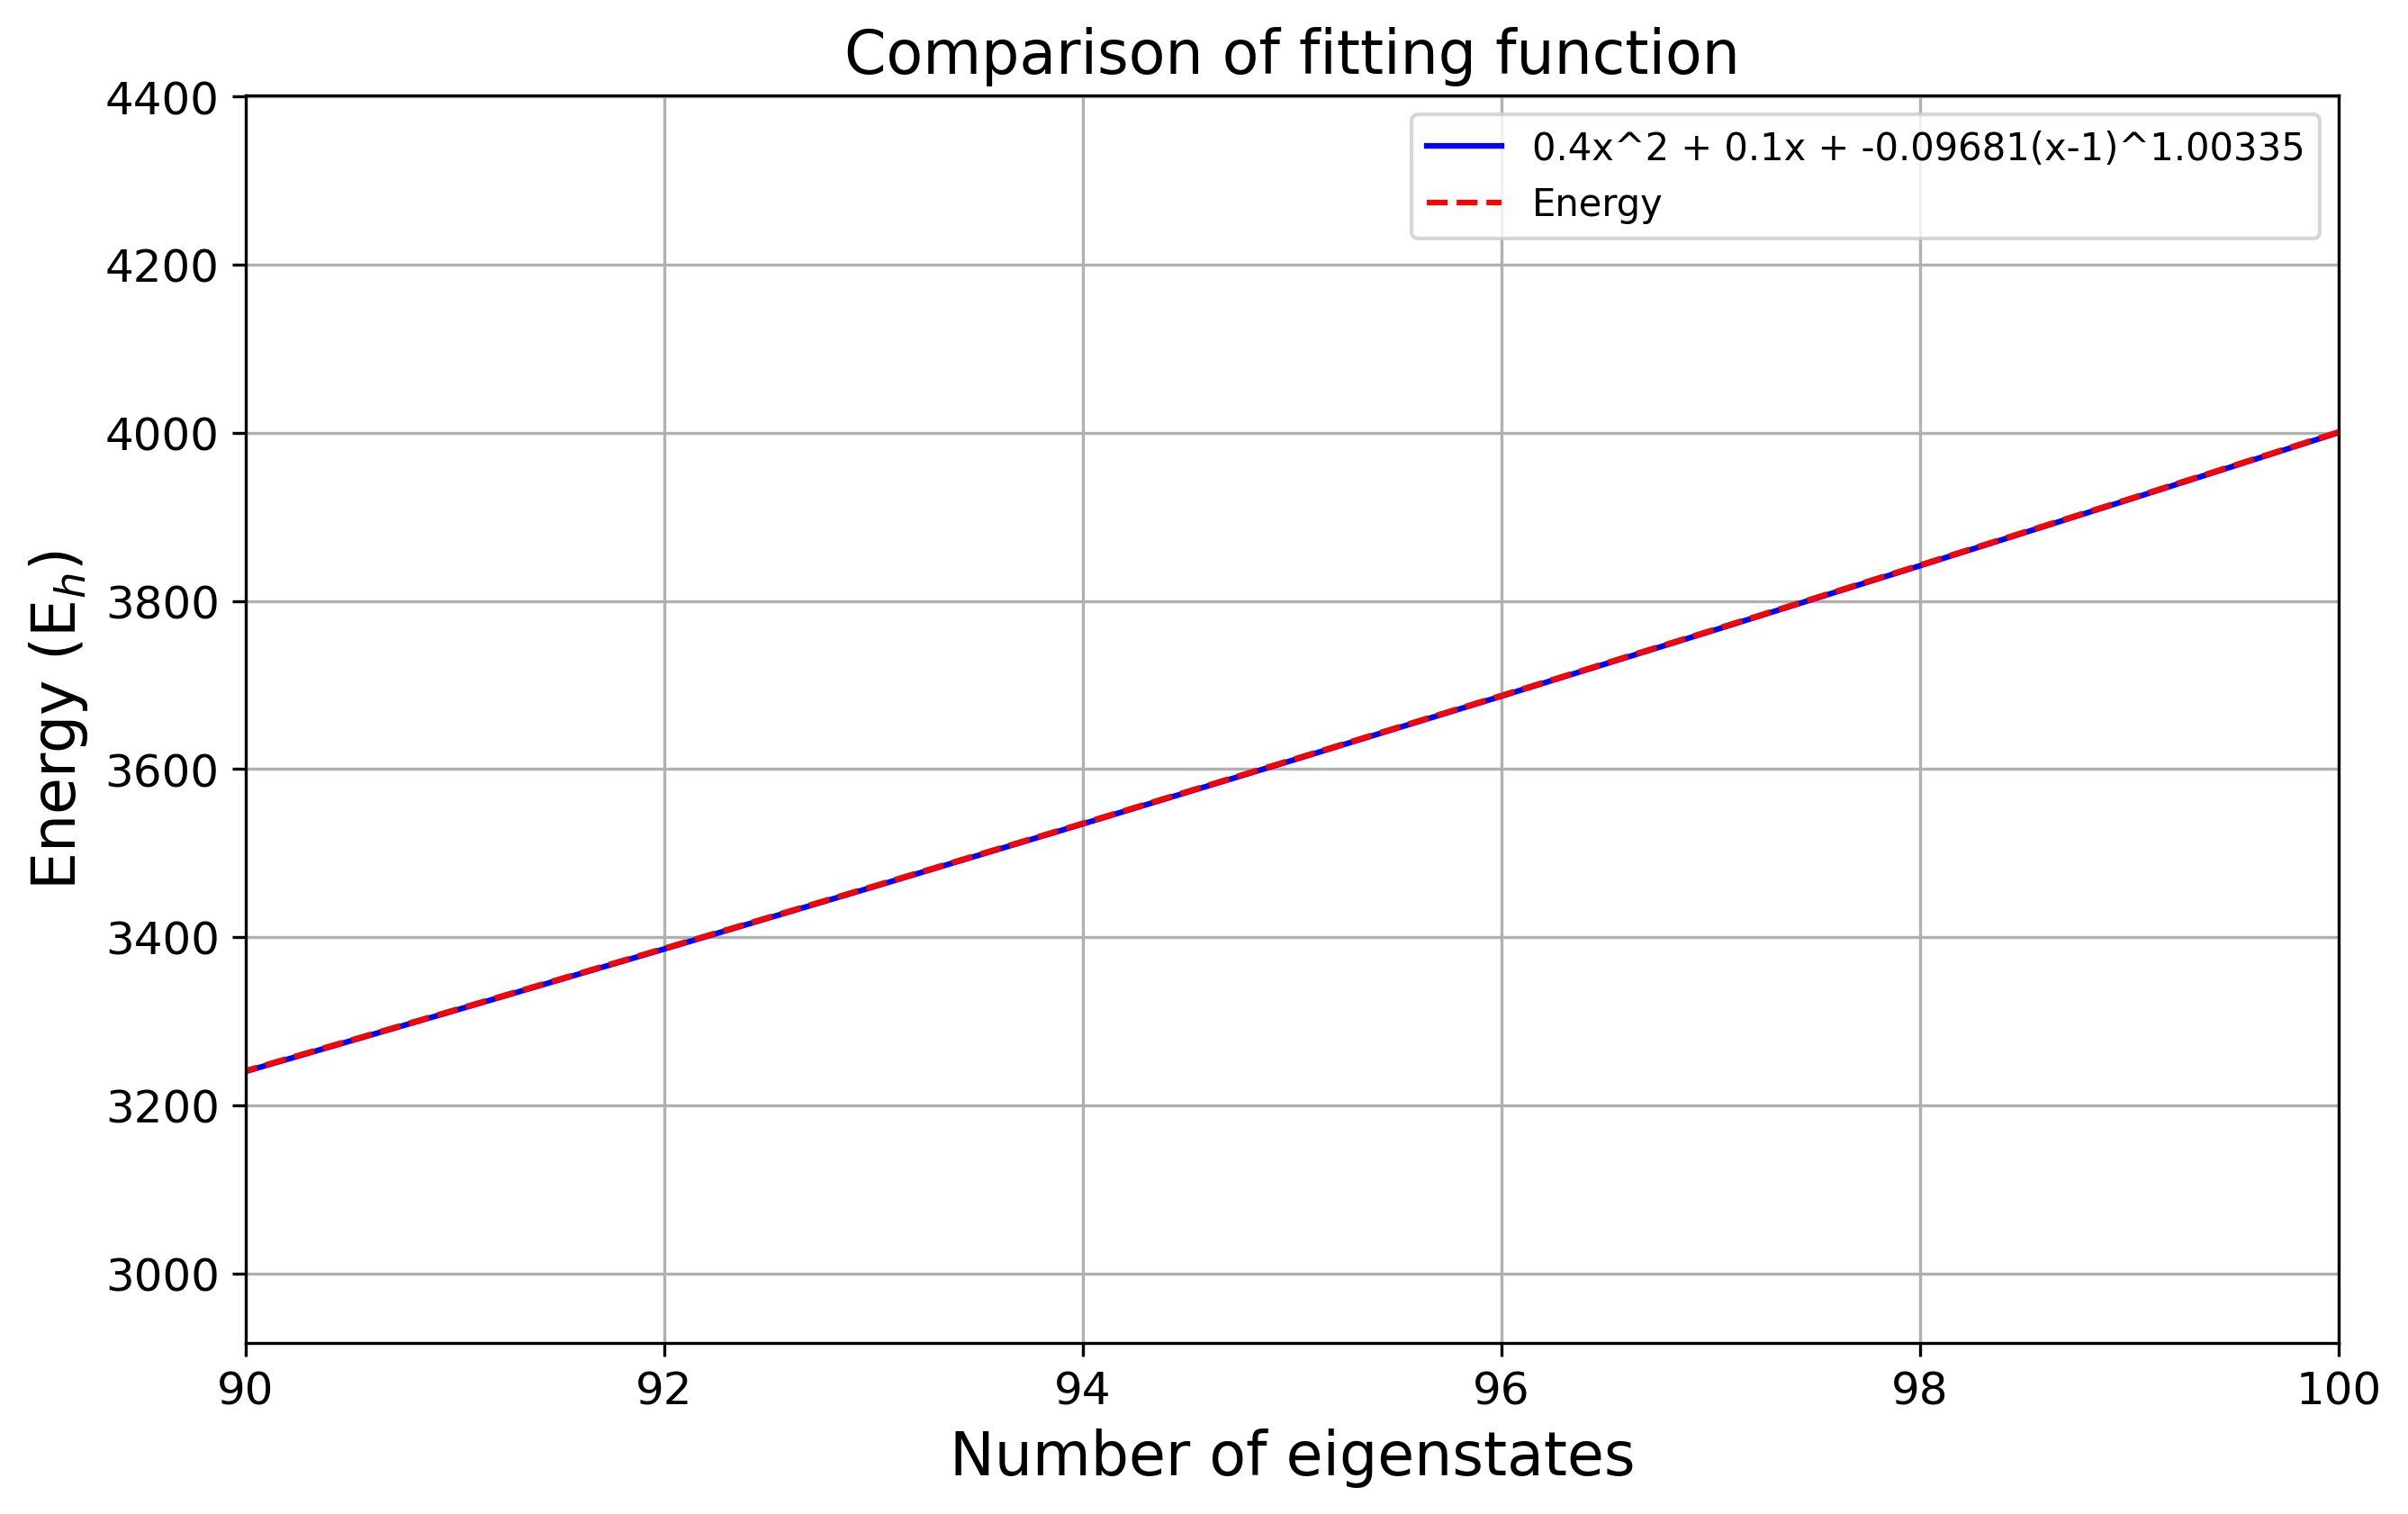 Comparison of fitting function
0.4x^2 + 0.1x + -0.09681(x-1)^1.00335
Energy
Energy (E_h)
4400
4200
4000
3800
3600
3400
3200
3000
90 92 94 96 98 100
Number of eigenstates